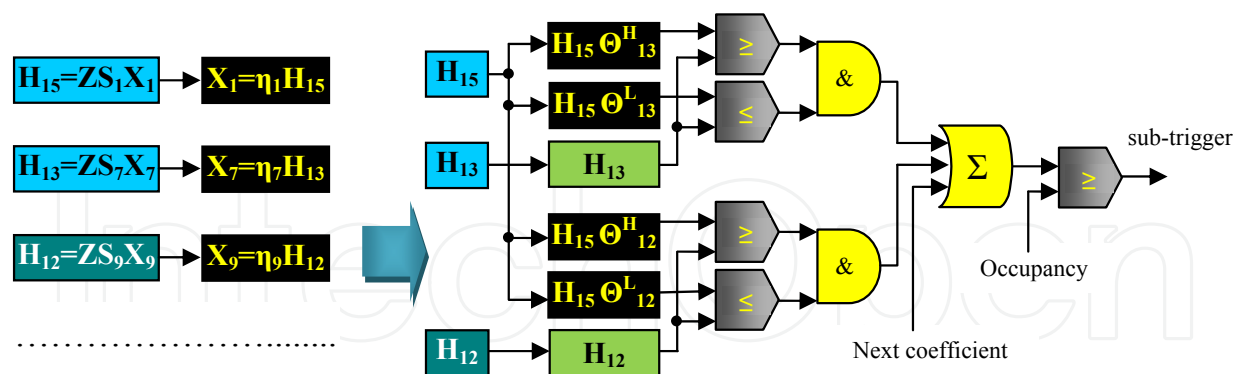 H₁₅=ZS₁X₁
X₁=η₁H₁₅
H₁₃=ZS₇X₇
X₇=η₇H₁₃
H₁₂=ZS₉X₉
X₉=η₉H₁₂
..............................
H₁₅
H₁₅ Θᴴ₁₃
≥
&
H₁₅ Θᴸ₁₃
≤
H₁₃
H₁₃
Σ
≥
sub-trigger
H₁₅ Θᴴ₁₂
≥
&
Occupancy
H₁₅ Θᴸ₁₂
≤
H₁₂
H₁₂
Next coefficient
IntechOpen